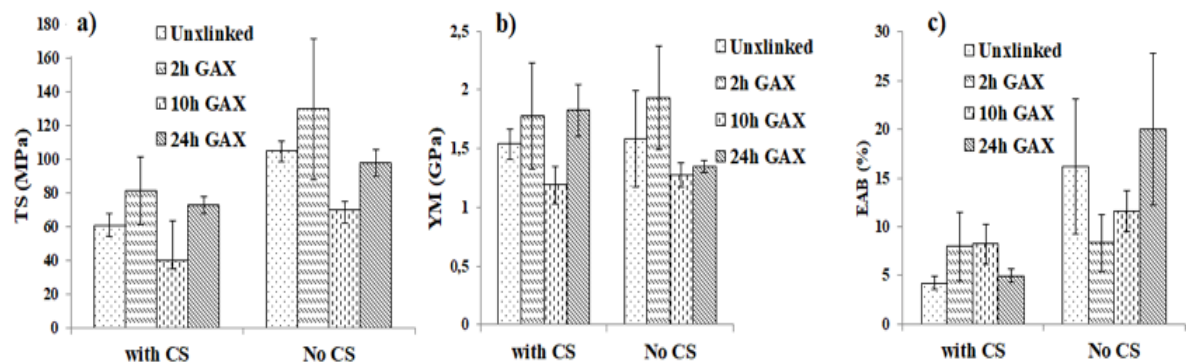 a)
Unxlinked
2h GAX
10h GAX
24h GAX
TS (MPa)
180
160
140
120
100
80
60
40
20
0
with CS
No CS
b)
Unxlinked
2h GAX
10h GAX
24h GAX
YM (GPa)
2,5
2
1,5
1
0,5
0
with CS
No CS
c)
Unxlinked
2h GAX
10h GAX
24h GAX
EAB (%)
30
25
20
15
10
5
0
with CS
No CS